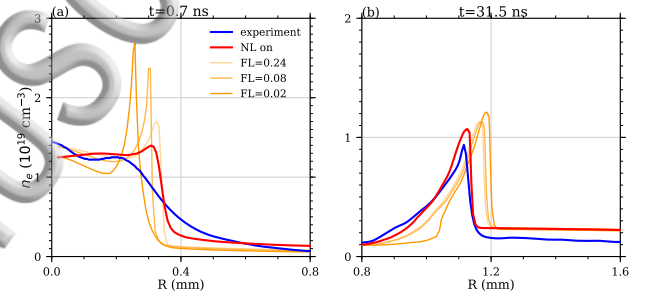 (a) t=0.7 ns
3
2
1
0
n_e (10^19 cm^−3)
experiment
NL on
FL=0.24
FL=0.08
FL=0.02
0.0 0.4 0.8
R (mm)
(b) t=31.5 ns
2
1
0
0.8 1.2 1.6
R (mm)